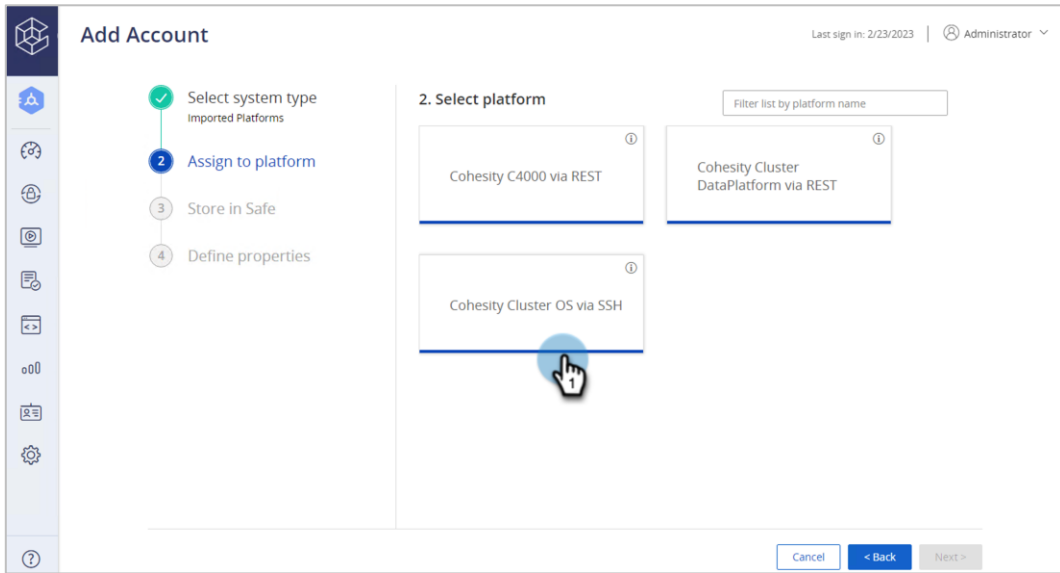 Add Account
Last sign in: 2/23/2023
Administrator
Select system type
Imported Platforms
2
Assign to platform
3
Store in Safe
4
Define properties
2. Select platform
Filter list by platform name
Cohesity C4000 via REST
Cohesity Cluster
DataPlatform via REST
Cohesity Cluster OS via SSH
1
Cancel
< Back
Next >